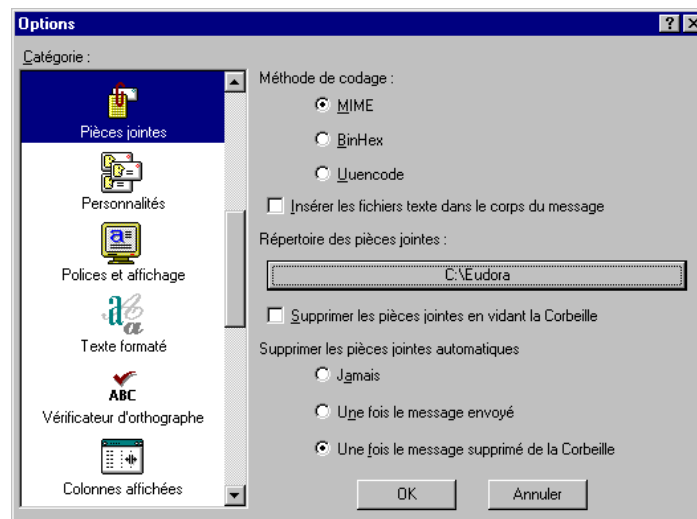 Options
Catégorie :
Pièces jointes
Personnalités
Polices et affichage
Texte formaté
ABC
Vérificateur d'orthographe
Colonnes affichées
Méthode de codage :
MIME
BinHex
Uuencode
Insérer les fichiers texte dans le corps du message
Répertoire des pièces jointes :
C:\Eudora
Supprimer les pièces jointes en vidant la Corbeille
Supprimer les pièces jointes automatiques
Jamais
Une fois le message envoyé
Une fois le message supprimé de la Corbeille
OK
Annuler